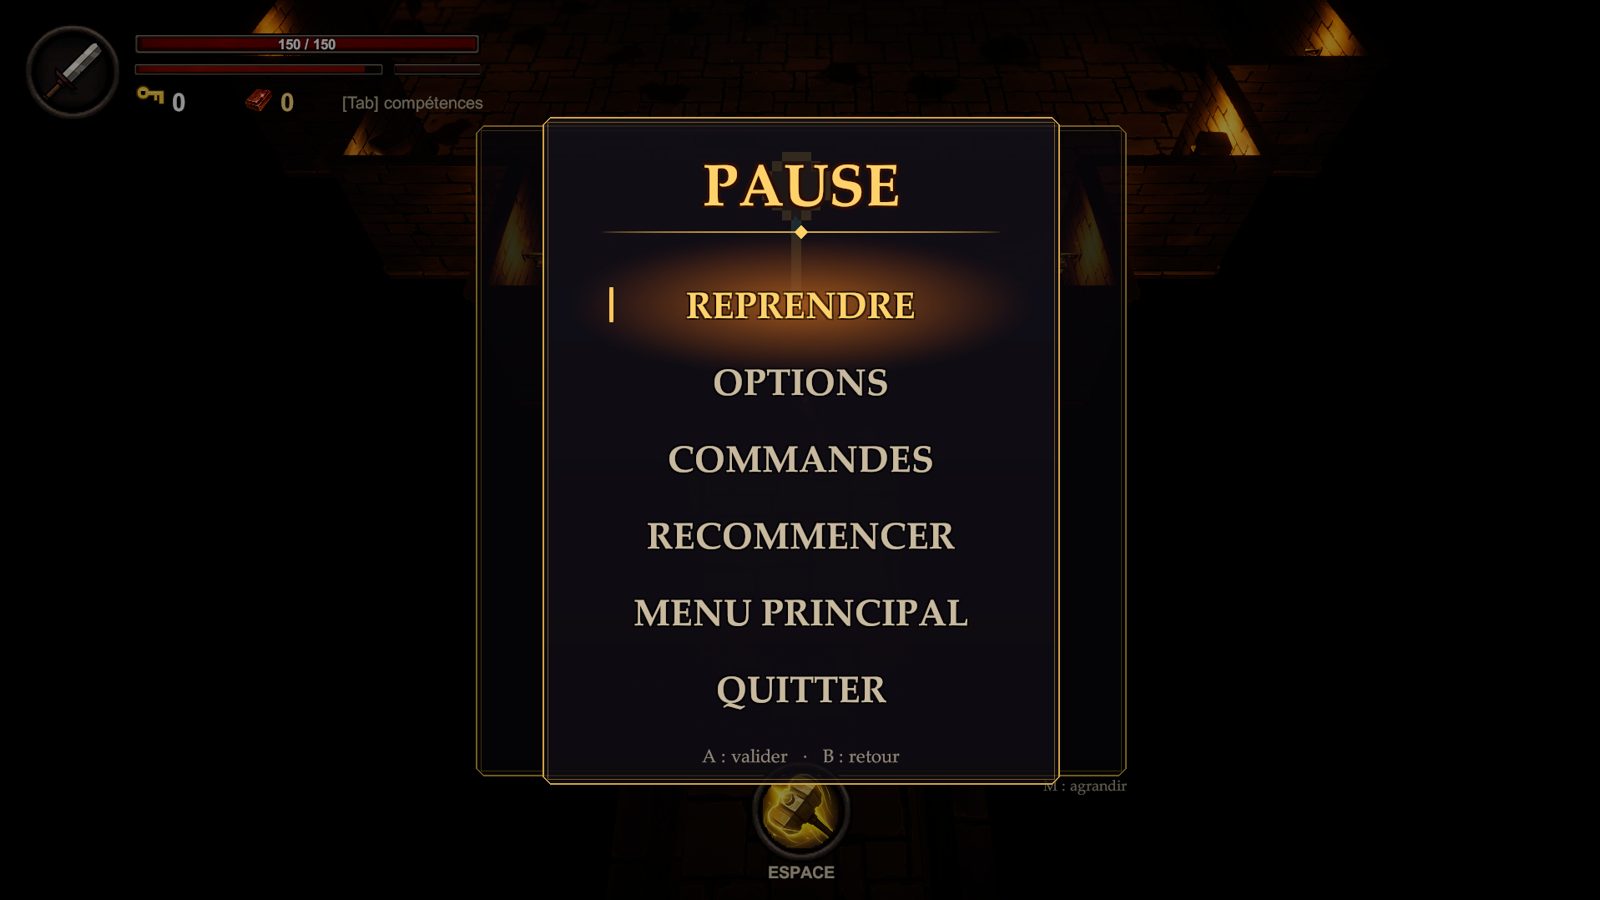 150 / 150
0
0
[Tab] compétences
PAUSE
REPRENDRE
OPTIONS
COMMANDES
RECOMMENCER
MENU PRINCIPAL
QUITTER
A : valider · B : retour
M : agrandir
ESPACE